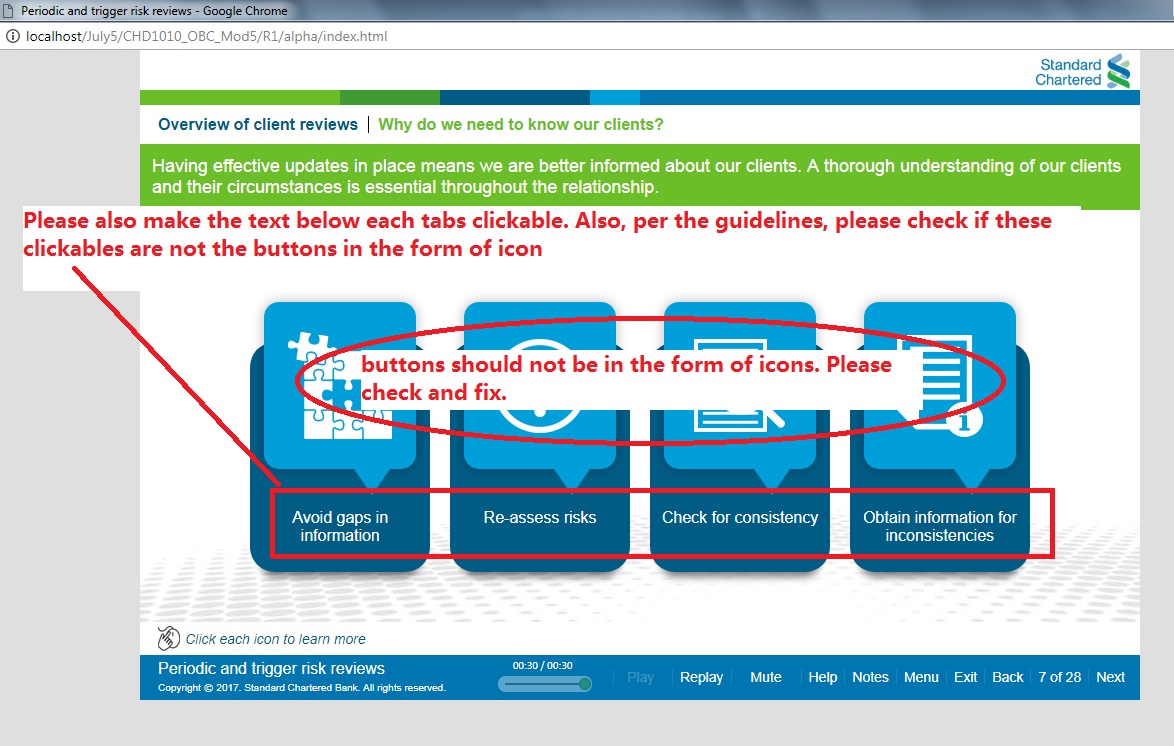 Periodic and trigger risk reviews - Google Chrome
localhost/July5/CHD1010_OBC_Mod5/R1/alpha/index.html
Standard
Chartered
Overview of client reviews | Why do we need to know our clients?
Having effective updates in place means we are better informed about our clients. A thorough understanding of our clients
and their circumstances is essential throughout the relationship.
Please also make the text below each tabs clickable. Also, per the guidelines, please check if these
clickables are not the buttons in the form of icon
buttons should not be in the form of icons. Please
check and fix.
i
Avoid gaps in
information
Re-assess risks
Check for consistency
Obtain information for
inconsistencies
Click each icon to learn more
Periodic and trigger risk reviews
Copyright © 2017. Standard Chartered Bank. All rights reserved.
00:30 / 00:30
Play Replay Mute Help Notes Menu Exit Back 7 of 28 Next